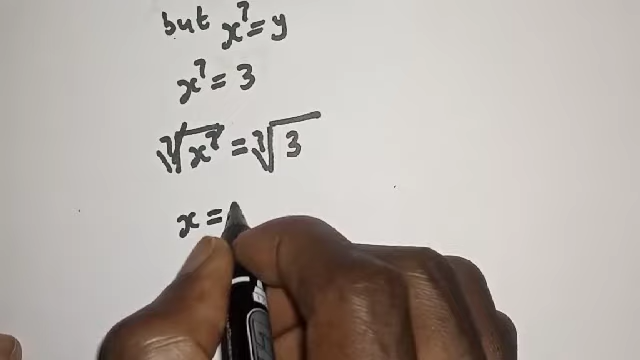 but x⁷ = y
x⁷ = 3
⁷√x⁷ = ⁷√3
x =